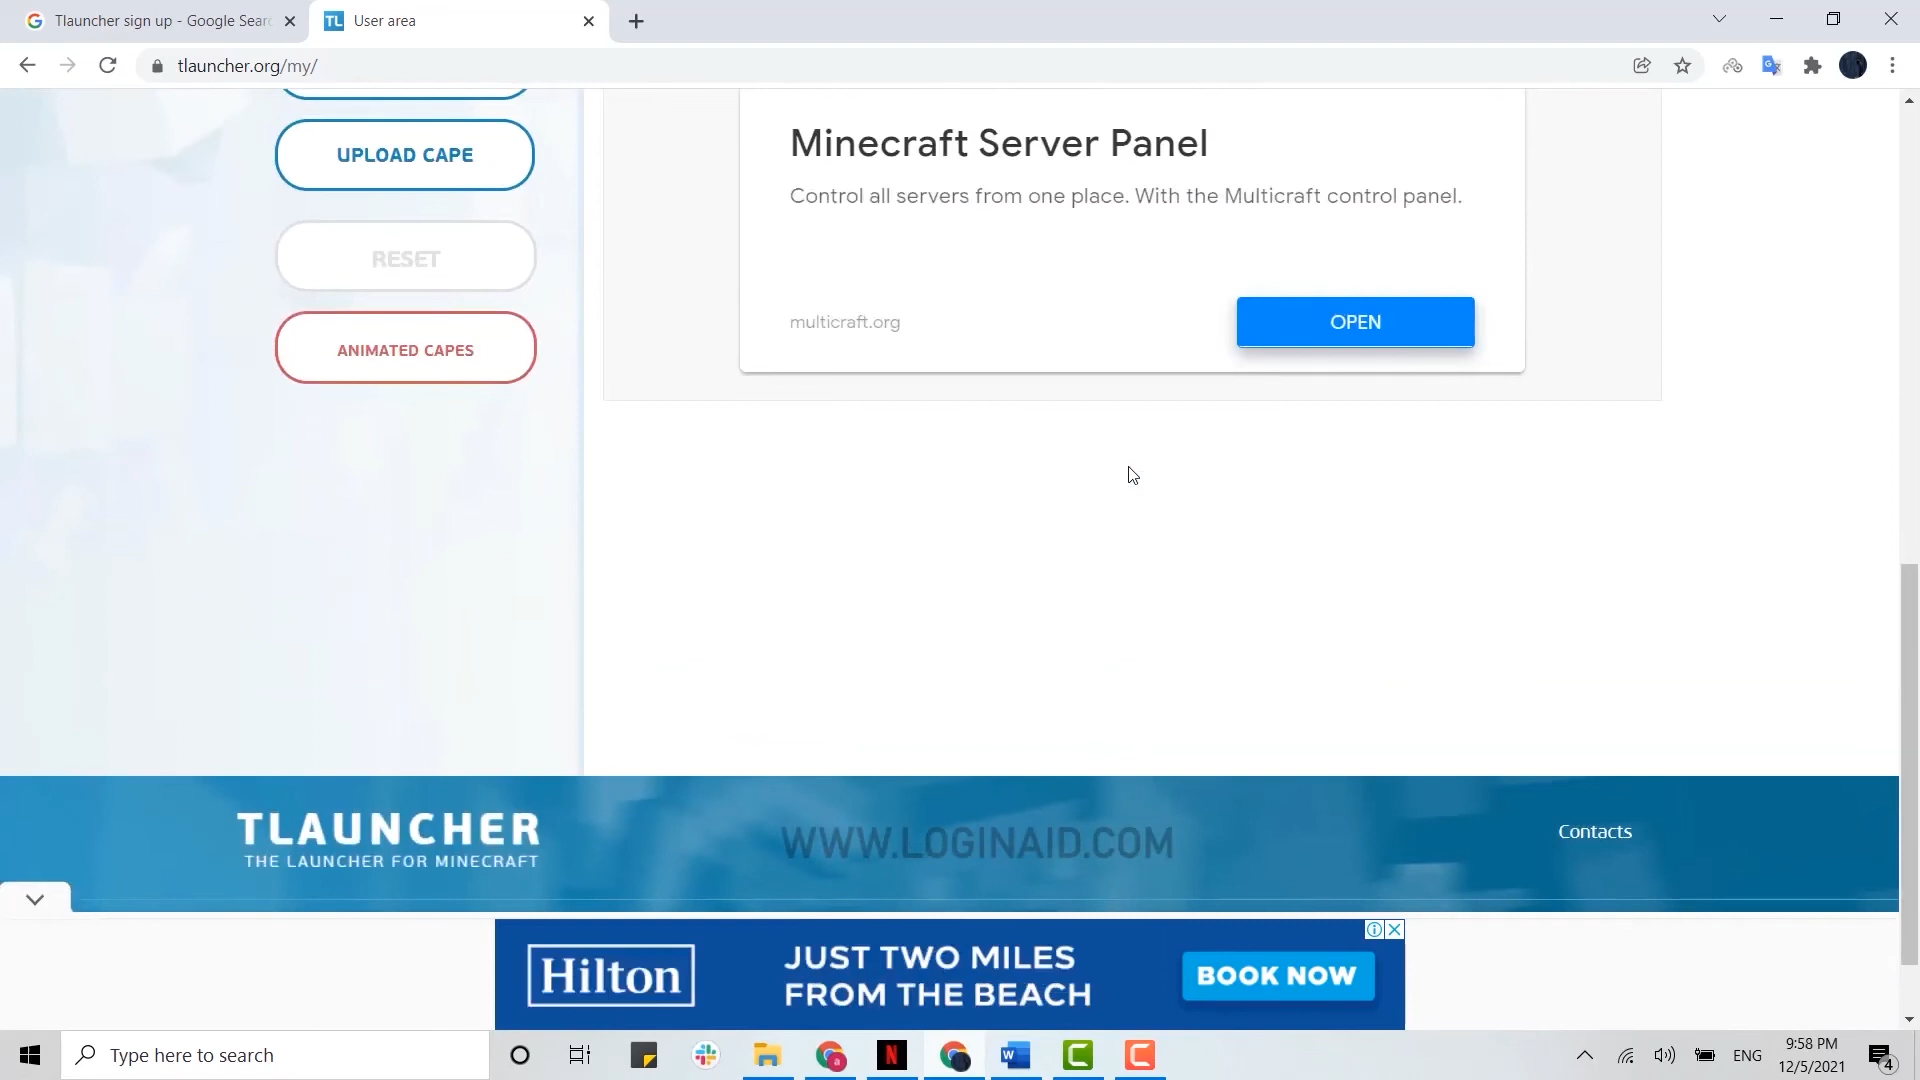 Tlauncher sign up - Google Sear
User area
tlauncher.org/my/
UPLOAD CAPE
RESET
ANIMATED CAPES
Minecraft Server Panel
Control all servers from one place. With the Multicraft control panel.
multicraft.org
OPEN
TLAUNCHER
THE LAUNCHER FOR MINECRAFT
WWW.LOGINAID.COM
Contacts
Hilton
JUST TWO MILES
FROM THE BEACH
BOOK NOW
Type here to search
ENG
9:58 PM
12/5/2021
4